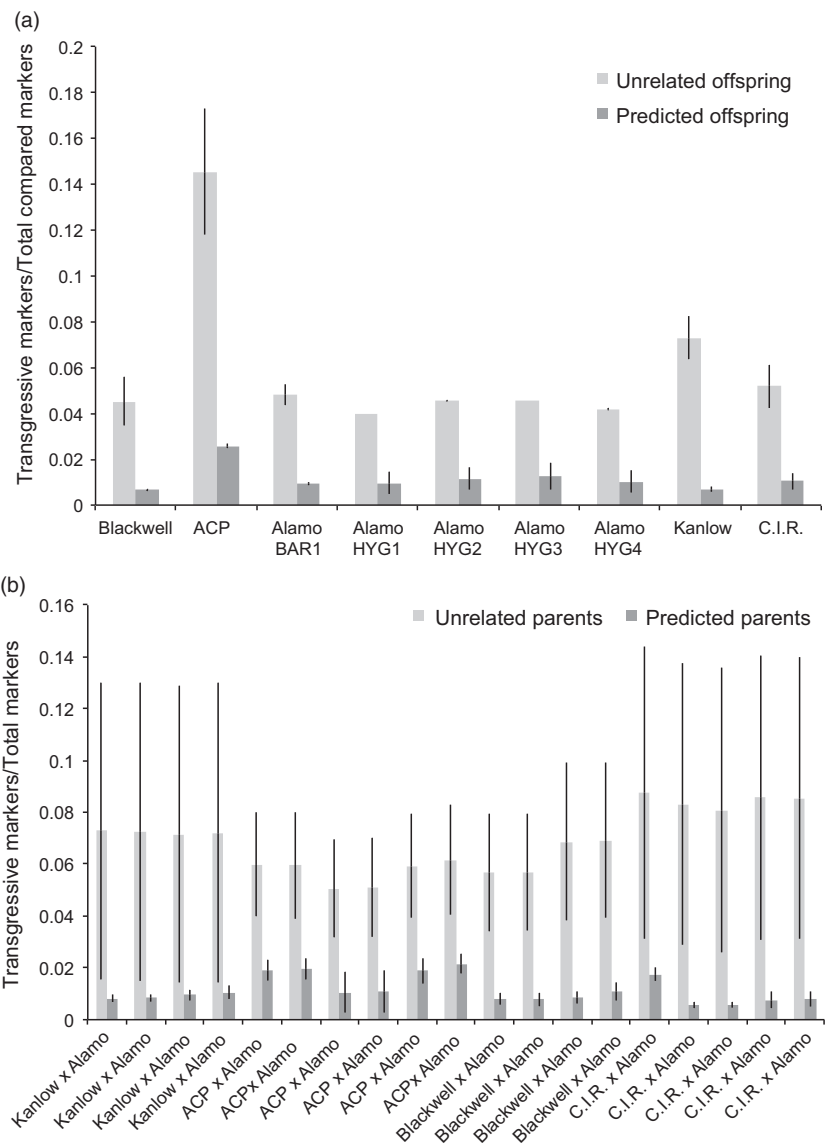 (a)
Transgressive markers/Total compared markers
0.2
0.18
0.16
0.14
0.12
0.1
0.08
0.06
0.04
0.02
0
Unrelated offspring
Predicted offspring
Blackwell
ACP
Alamo
BAR1
Alamo
HYG1
Alamo
HYG2
Alamo
HYG3
Alamo
HYG4
Kanlow
C.I.R.
(b)
Transgressive markers/Total markers
0.16
0.14
0.12
0.1
0.08
0.06
0.04
0.02
0
Unrelated parents
Predicted parents
Kanlow x Alamo
Kanlow x Alamo
Kanlow x Alamo
Kanlow x Alamo
ACP x Alamo
ACPx Alamo
ACP x Alamo
ACP x Alamo
ACP x Alamo
ACPx Alamo
Blackwell x Alamo
Blackwell x Alamo
Blackwell x Alamo
Blackwell x Alamo
C.I.R. x Alamo
C.I.R. x Alamo
C.I.R. x Alamo
C.I.R. x Alamo
C.I.R. x Alamo